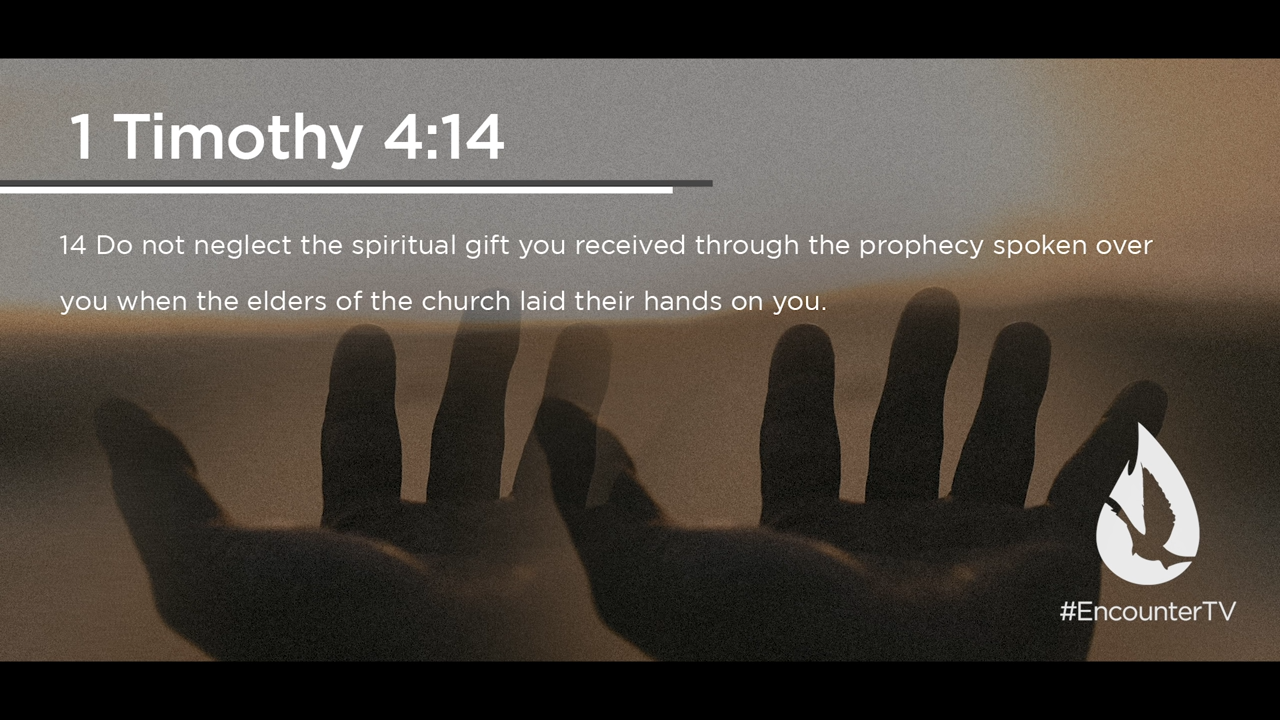 1 Timothy 4:14
14 Do not neglect the spiritual gift you received through the prophecy spoken over
you when the elders of the church laid their hands on you.
#EncounterTV